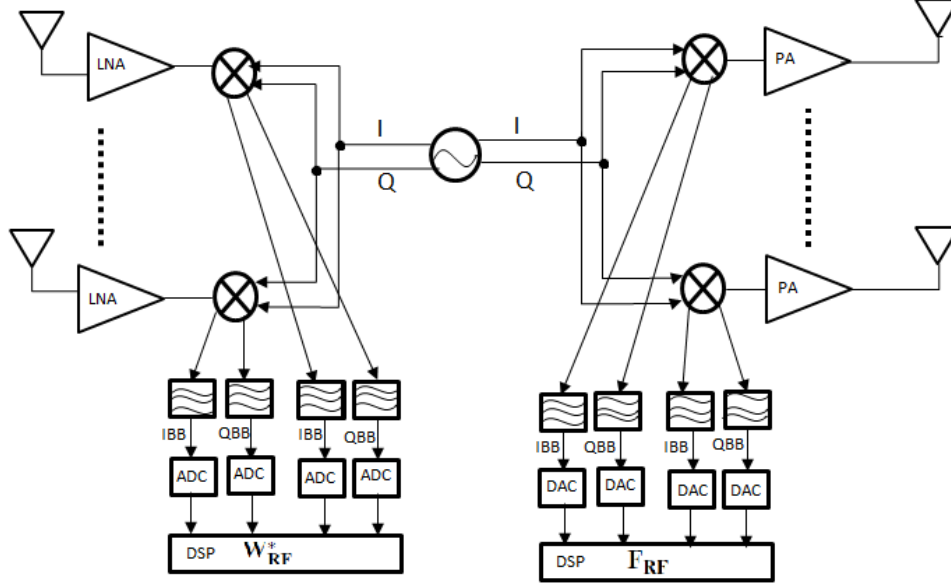 LNA
PA
I
I
Q
Q
LNA
PA
IBB
QBB
IBB
QBB
IBB
QBB
IBB
QBB
ADC
ADC
ADC
ADC
DAC
DAC
DAC
DAC
DSP W*RF
DSP FRF